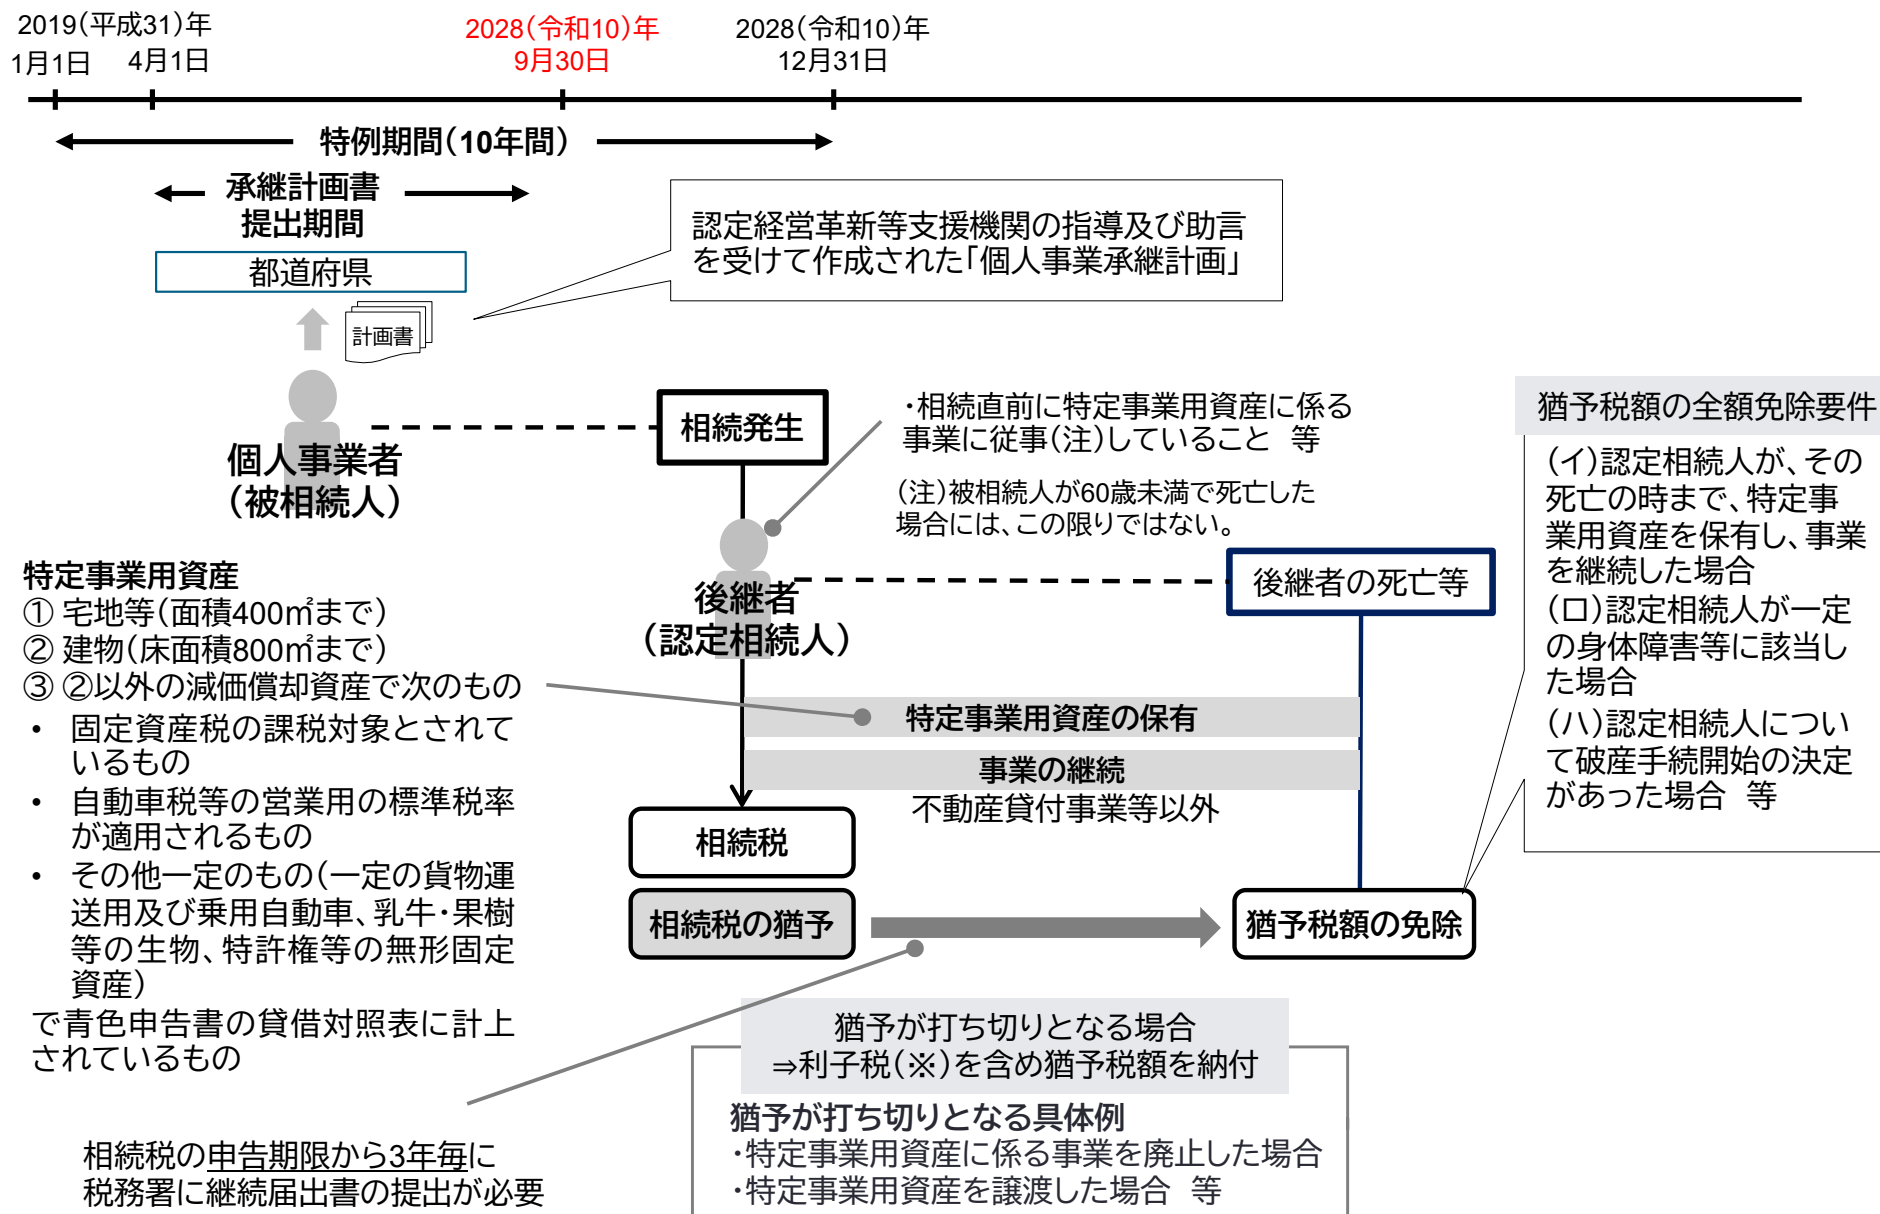 2019(平成31)年
1月1日
4月1日
2028(令和10)年
9月30日
2028(令和10)年
12月31日
特例期間(10年間)
承継計画書
提出期間
都道府県
計画書
認定経営革新等支援機関の指導及び助言
を受けて作成された「個人事業承継計画」
個人事業者
(被相続人)
相続発生
・相続直前に特定事業用資産に係る
事業に従事(注)していること 等
(注)被相続人が60歳未満で死亡した
場合には、この限りではない。
後継者
(認定相続人)
後継者の死亡等
猶予税額の全額免除要件
(イ)認定相続人が、その
死亡の時まで、特定事
業用資産を保有し、事業
を継続した場合
(ロ)認定相続人が一定
の身体障害等に該当し
た場合
(ハ)認定相続人につい
て破産手続開始の決定
があった場合 等
特定事業用資産
① 宅地等(面積400㎡まで)
② 建物(床面積800㎡まで)
③ ②以外の減価償却資産で次のもの
• 固定資産税の課税対象とされて
いるもの
• 自動車税等の営業用の標準税率
が適用されるもの
• その他一定のもの(一定の貨物運
送用及び乗用自動車、乳牛・果樹
等の生物、特許権等の無形固定
資産)
で青色申告書の貸借対照表に計上
されているもの
特定事業用資産の保有
事業の継続
不動産貸付事業等以外
相続税
相続税の猶予
猶予税額の免除
猶予が打ち切りとなる場合
⇒利子税(※)を含め猶予税額を納付
猶予が打ち切りとなる具体例
・特定事業用資産に係る事業を廃止した場合
・特定事業用資産を譲渡した場合 等
相続税の申告期限から3年毎に
税務署に継続届出書の提出が必要